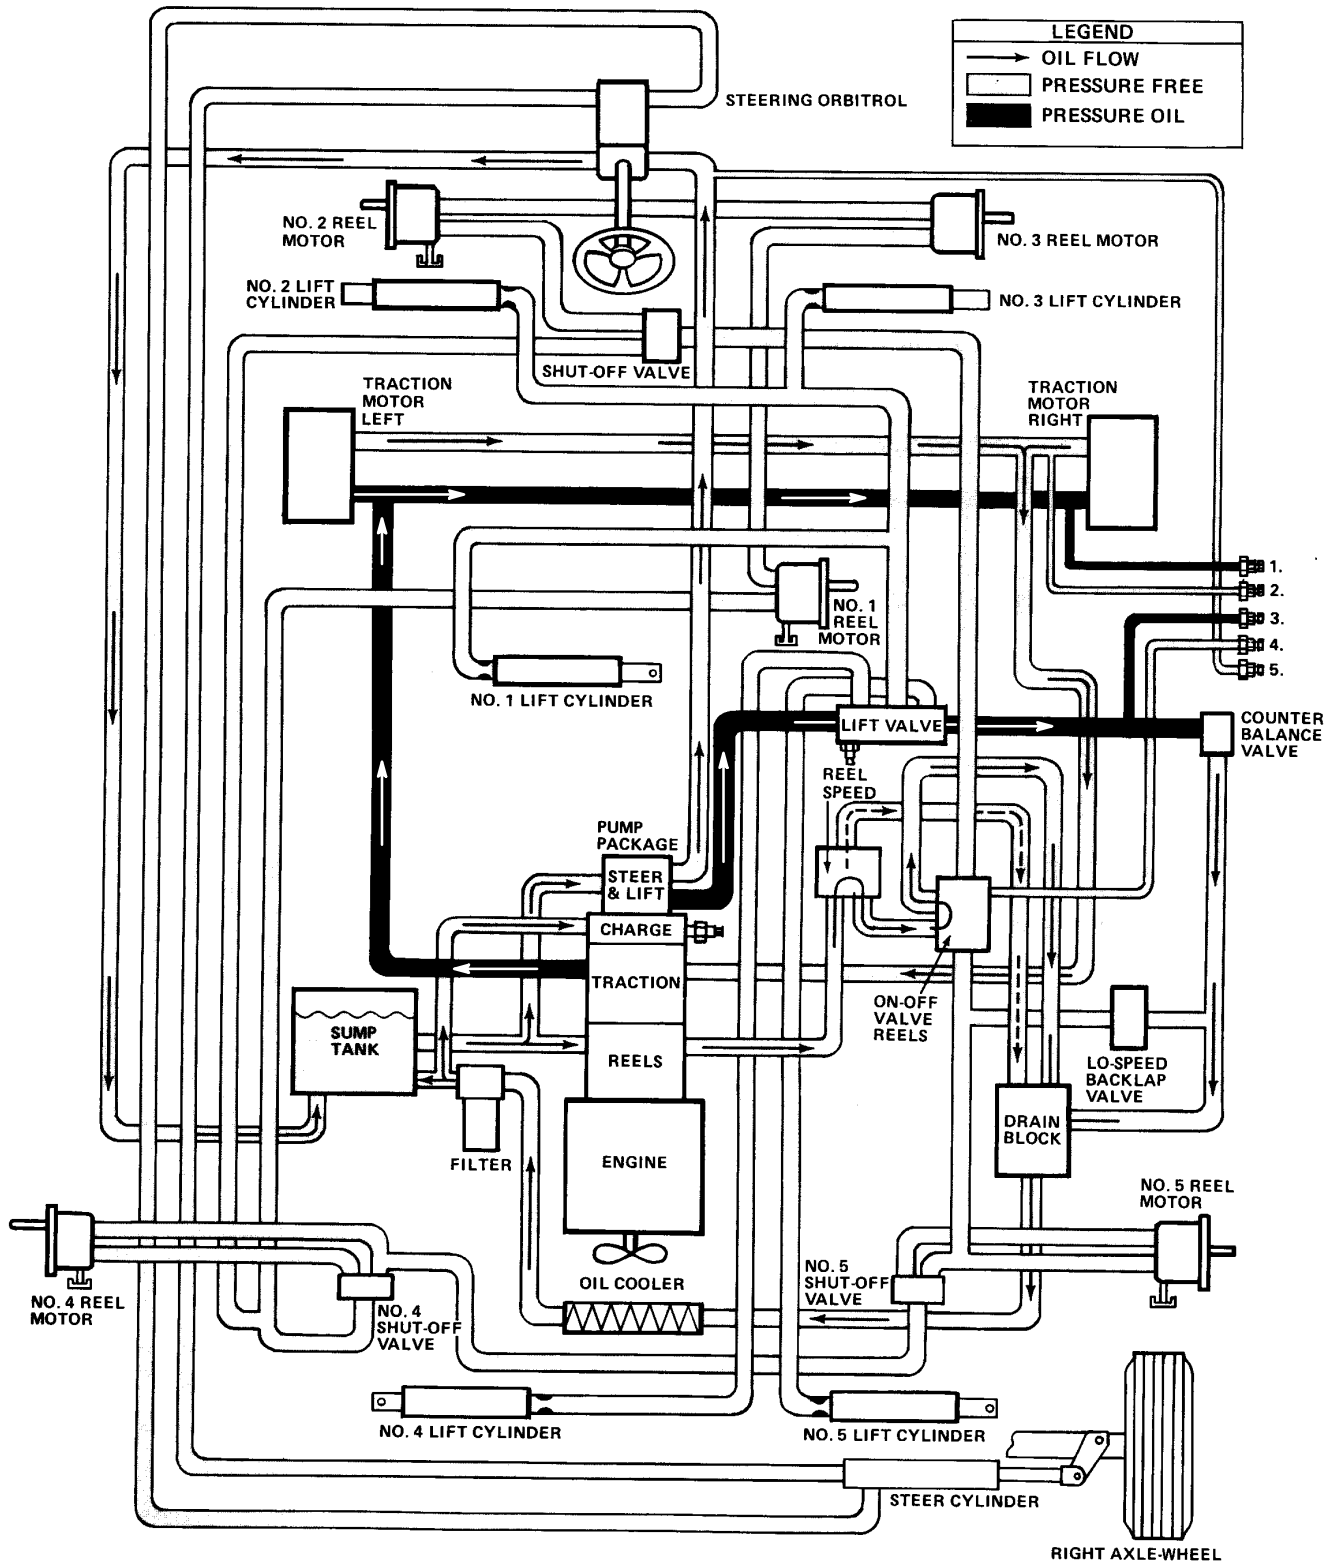 LEGEND
OIL FLOW
PRESSURE FREE
PRESSURE OIL
STEERING ORBITROL
NO. 2 REEL
MOTOR
NO. 3 REEL MOTOR
NO. 2 LIFT
CYLINDER
NO. 3 LIFT CYLINDER
SHUT-OFF VALVE
TRACTION
MOTOR
LEFT
TRACTION
MOTOR
RIGHT
1.
2.
3.
4.
5.
NO. 1
REEL
MOTOR
NO. 1 LIFT CYLINDER
LIFT VALVE
COUNTER
BALANCE
VALVE
REEL
SPEED
PUMP
PACKAGE
STEER
& LIFT
CHARGE
TRACTION
REELS
ON-OFF
VALVE
REELS
SUMP
TANK
LO-SPEED
BACKLAP
VALVE
DRAIN
BLOCK
FILTER
ENGINE
NO. 5 REEL
MOTOR
OIL COOLER
NO. 5
SHUT-OFF
VALVE
NO. 4 REEL
MOTOR
NO. 4
SHUT-OFF
VALVE
NO. 4 LIFT CYLINDER
NO. 5 LIFT CYLINDER
STEER CYLINDER
RIGHT AXLE-WHEEL